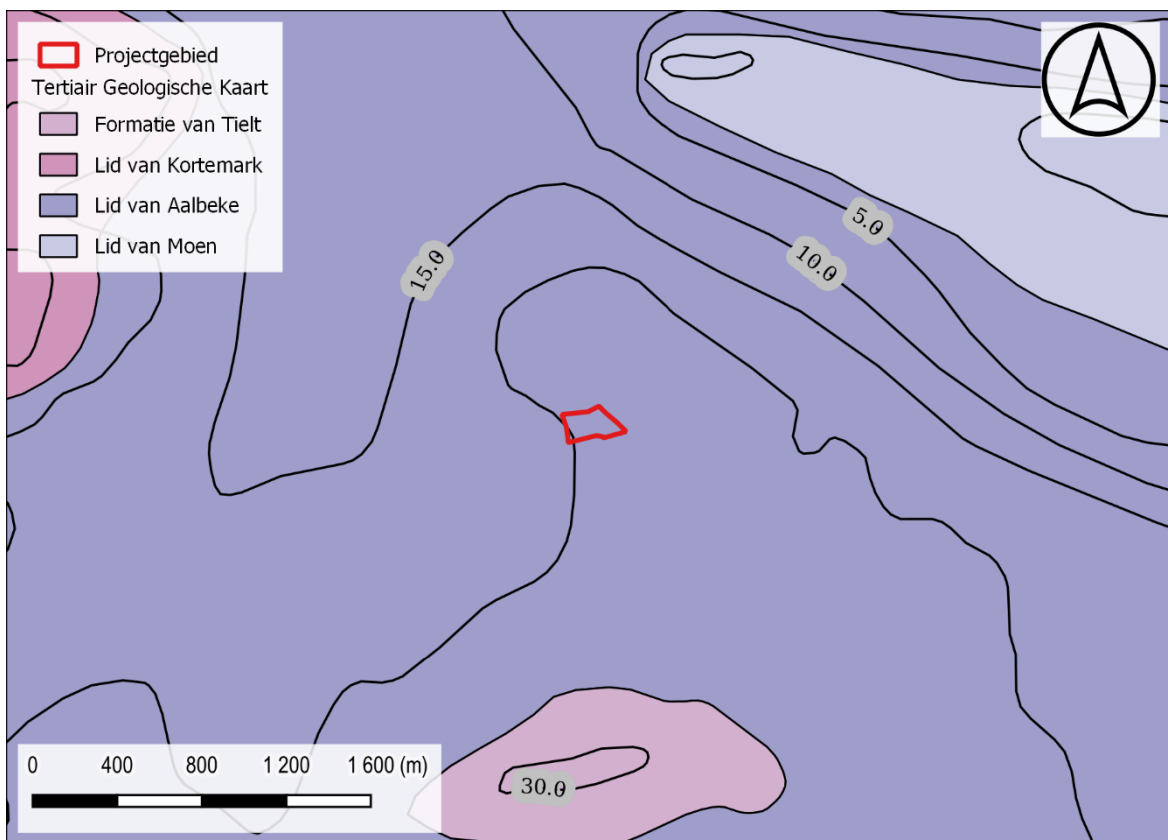 Projectgebied
Tertiair Geologische Kaart
Formatie van Tielt
Lid van Kortemark
Lid van Aalbeke
Lid van Moen
5.0
10.0
15.0
30.0
0 400 800 1 200 1 600 (m)